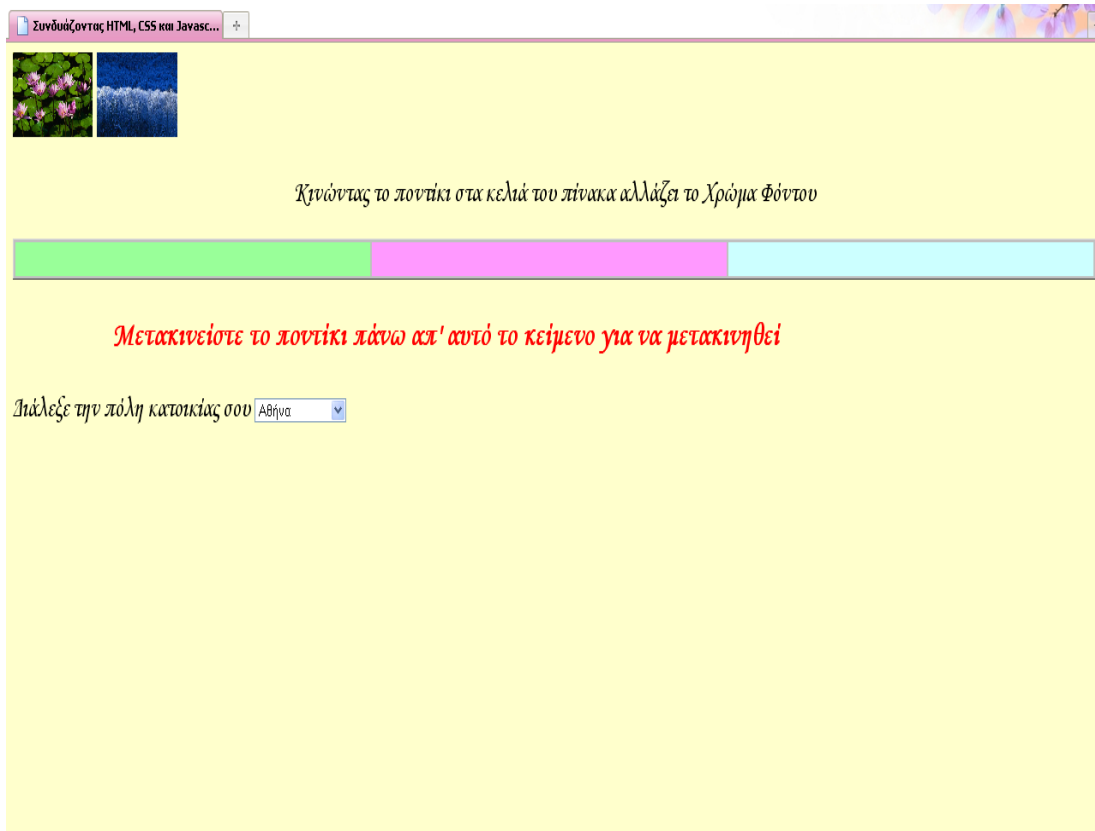 Συνδυάζοντας HTML, CSS και Javasc...
Κινώντας το ποντίκι στα κελιά του πίνακα αλλάζει το Χρώμα Φόντου
Μετακινείστε το ποντίκι πάνω απ' αυτό το κείμενο για να μετακινηθεί
Διάλεξε την πόλη κατοικίας σου Αθήνα